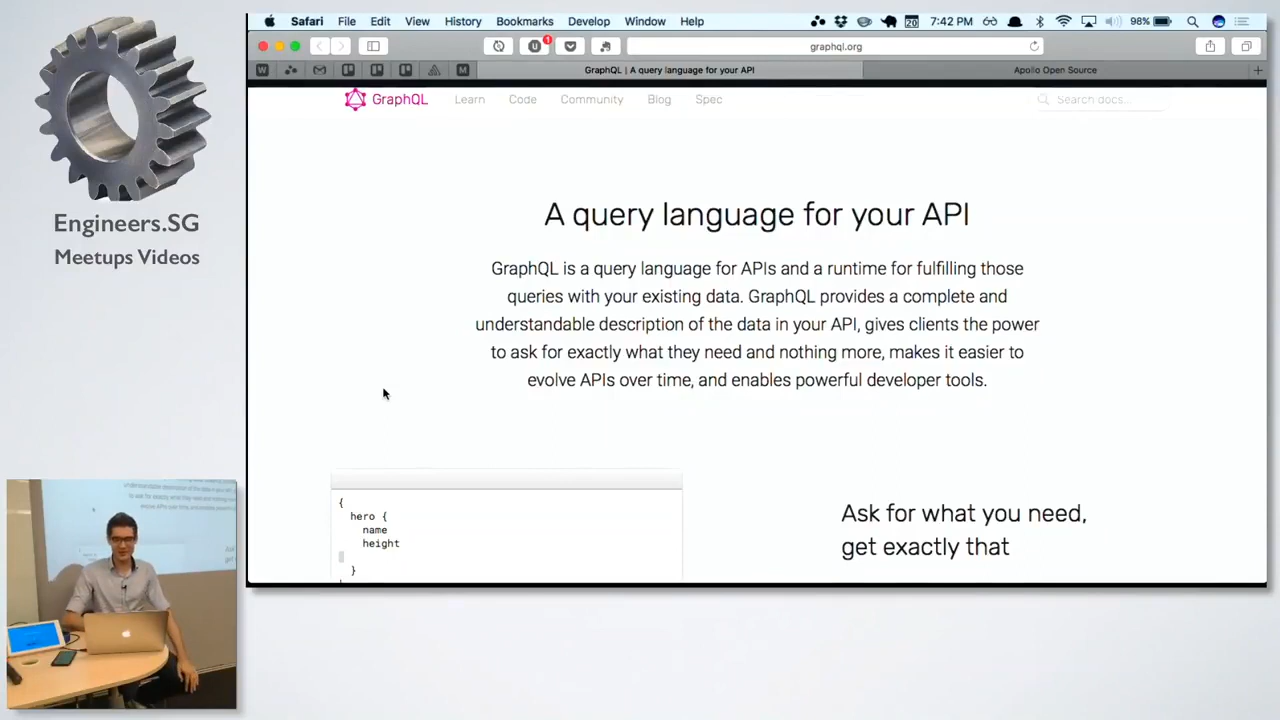 Safari File Edit View History Bookmarks Develop Window Help 20 7:42 PM 98%
U 1 graphql.org
W M GraphQL | A query language for your API Apollo Open Source
GraphQL Learn Code Community Blog Spec Search docs...
A query language for your API
GraphQL is a query language for APIs and a runtime for fulfilling those
queries with your existing data. GraphQL provides a complete and
understandable description of the data in your API, gives clients the power
to ask for exactly what they need and nothing more, makes it easier to
evolve APIs over time, and enables powerful developer tools.
{
hero {
name
height
}
Ask for what you need,
get exactly that
Engineers.SG
Meetups Videos